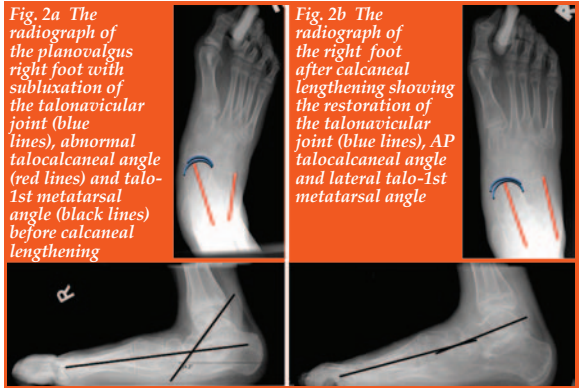 Fig. 2a The
radiograph of
the planovalgus
right foot with
subluxation of
the talonavicular
joint (blue
lines), abnormal
talocalcaneal angle
(red lines) and talo-
1st metatarsal
angle (black lines)
before calcaneal
lengthening
Fig. 2b The
radiograph of
the right foot
after calcaneal
lengthening showing
the restoration of
the talonavicular
joint (blue lines), AP
talocalcaneal angle
and lateral talo-1st
metatarsal angle
R
R